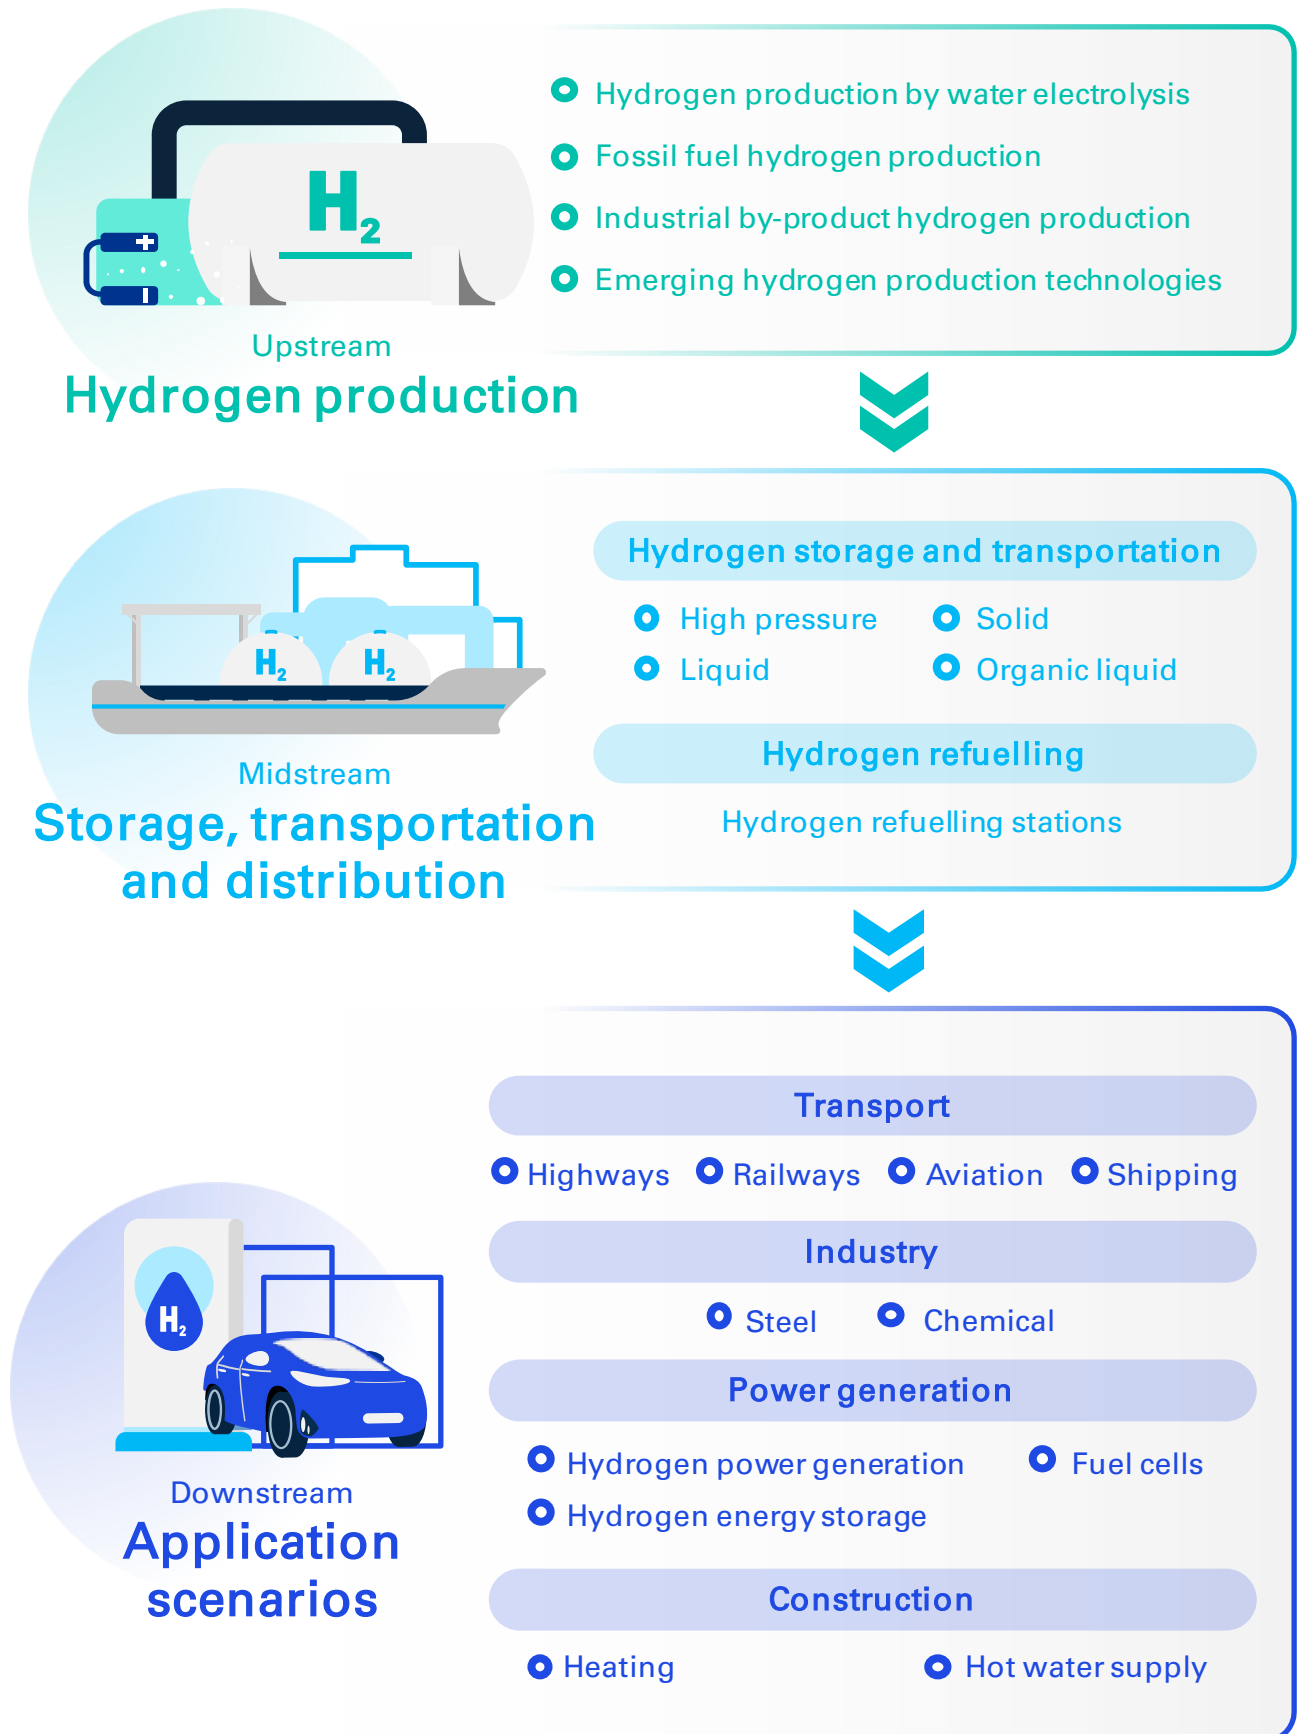 H2
Upstream
Hydrogen production
Hydrogen production by water electrolysis
Fossil fuel hydrogen production
Industrial by-product hydrogen production
Emerging hydrogen production technologies
H2
H2
Midstream
Storage, transportation
and distribution
Hydrogen storage and transportation
High pressure
Solid
Liquid
Organic liquid
Hydrogen refuelling
Hydrogen refuelling stations
H2
Downstream
Application
scenarios
Transport
Highways
Railways
Aviation
Shipping
Industry
Steel
Chemical
Power generation
Hydrogen power generation
Fuel cells
Hydrogen energy storage
Construction
Heating
Hot water supply